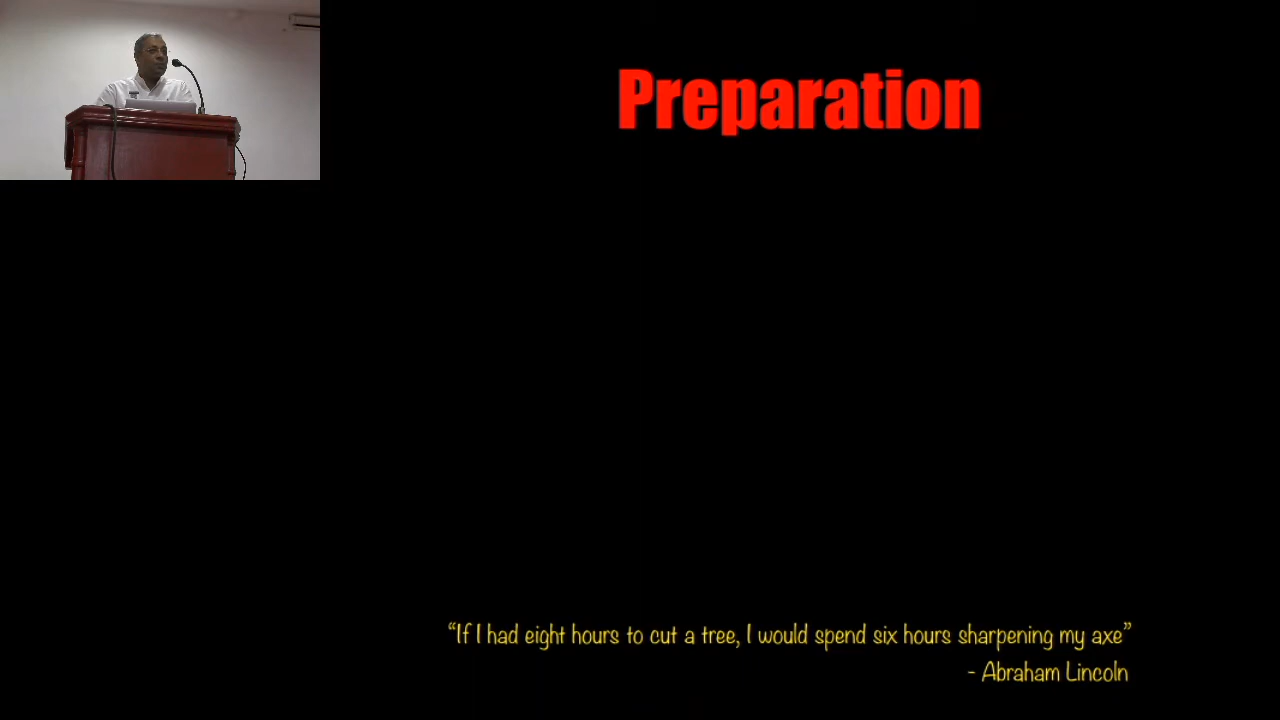 Preparation
“If I had eight hours to cut a tree, I would spend six hours sharpening my axe”
- Abraham Lincoln